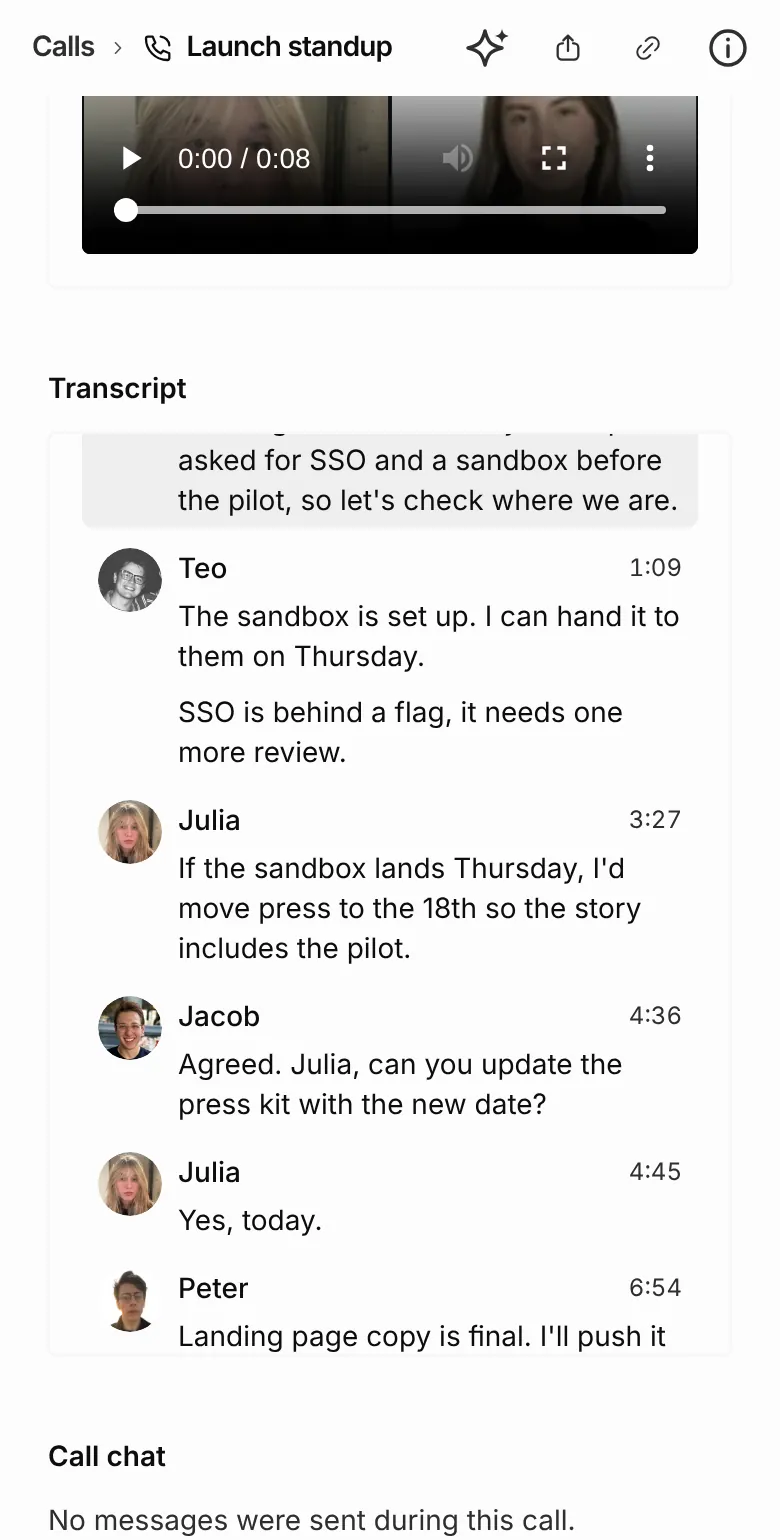 Calls › Launch standup
0:00 / 0:08
Transcript
asked for SSO and a sandbox before
the pilot, so let's check where we are.
Teo 1:09
The sandbox is set up. I can hand it to
them on Thursday.
SSO is behind a flag, it needs one
more review.
Julia 3:27
If the sandbox lands Thursday, I'd
move press to the 18th so the story
includes the pilot.
Jacob 4:36
Agreed. Julia, can you update the
press kit with the new date?
Julia 4:45
Yes, today.
Peter 6:54
Landing page copy is final. I'll push it
Call chat
No messages were sent during this call.